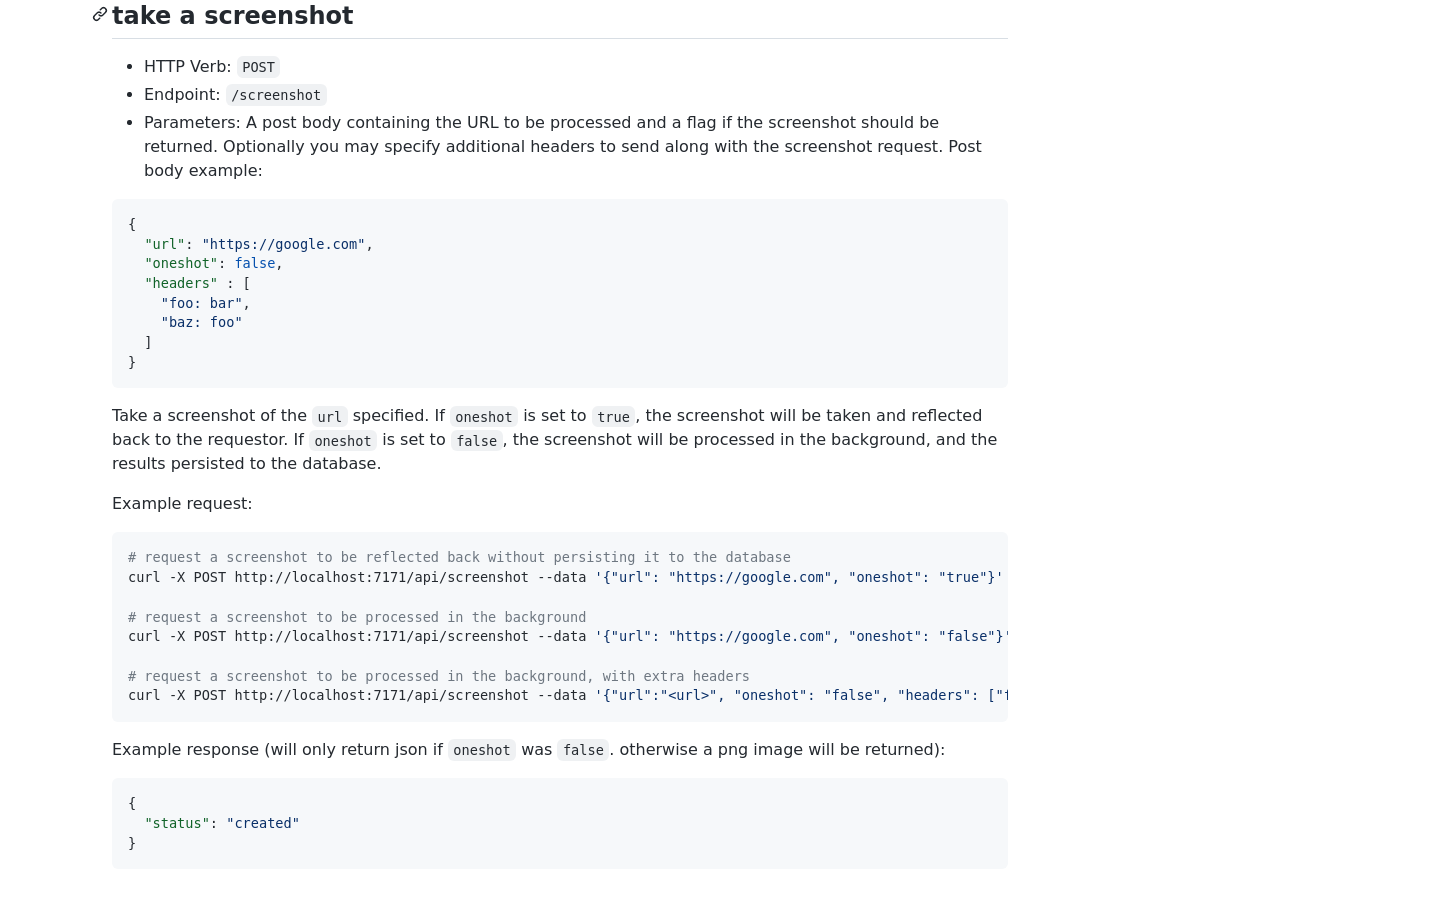 take a screenshot
HTTP Verb: POST
Endpoint: /screenshot
Parameters: A post body containing the URL to be processed and a flag if the screenshot should be
returned. Optionally you may specify additional headers to send along with the screenshot request. Post
body example:
{
  "url": "https://google.com",
  "oneshot": false,
  "headers" : [
    "foo: bar",
    "baz: foo"
  ]
}
Take a screenshot of the url specified. If oneshot is set to true, the screenshot will be taken and reflected
back to the requestor. If oneshot is set to false, the screenshot will be processed in the background, and the
results persisted to the database.
Example request:
# request a screenshot to be reflected back without persisting it to the database
curl -X POST http://localhost:7171/api/screenshot --data '{"url": "https://google.com", "oneshot": "true"}'
# request a screenshot to be processed in the background
curl -X POST http://localhost:7171/api/screenshot --data '{"url": "https://google.com", "oneshot": "false"}'
# request a screenshot to be processed in the background, with extra headers
curl -X POST http://localhost:7171/api/screenshot --data '{"url":"<url>", "oneshot": "false", "headers": ["f
Example response (will only return json if oneshot was false. otherwise a png image will be returned):
{
  "status": "created"
}